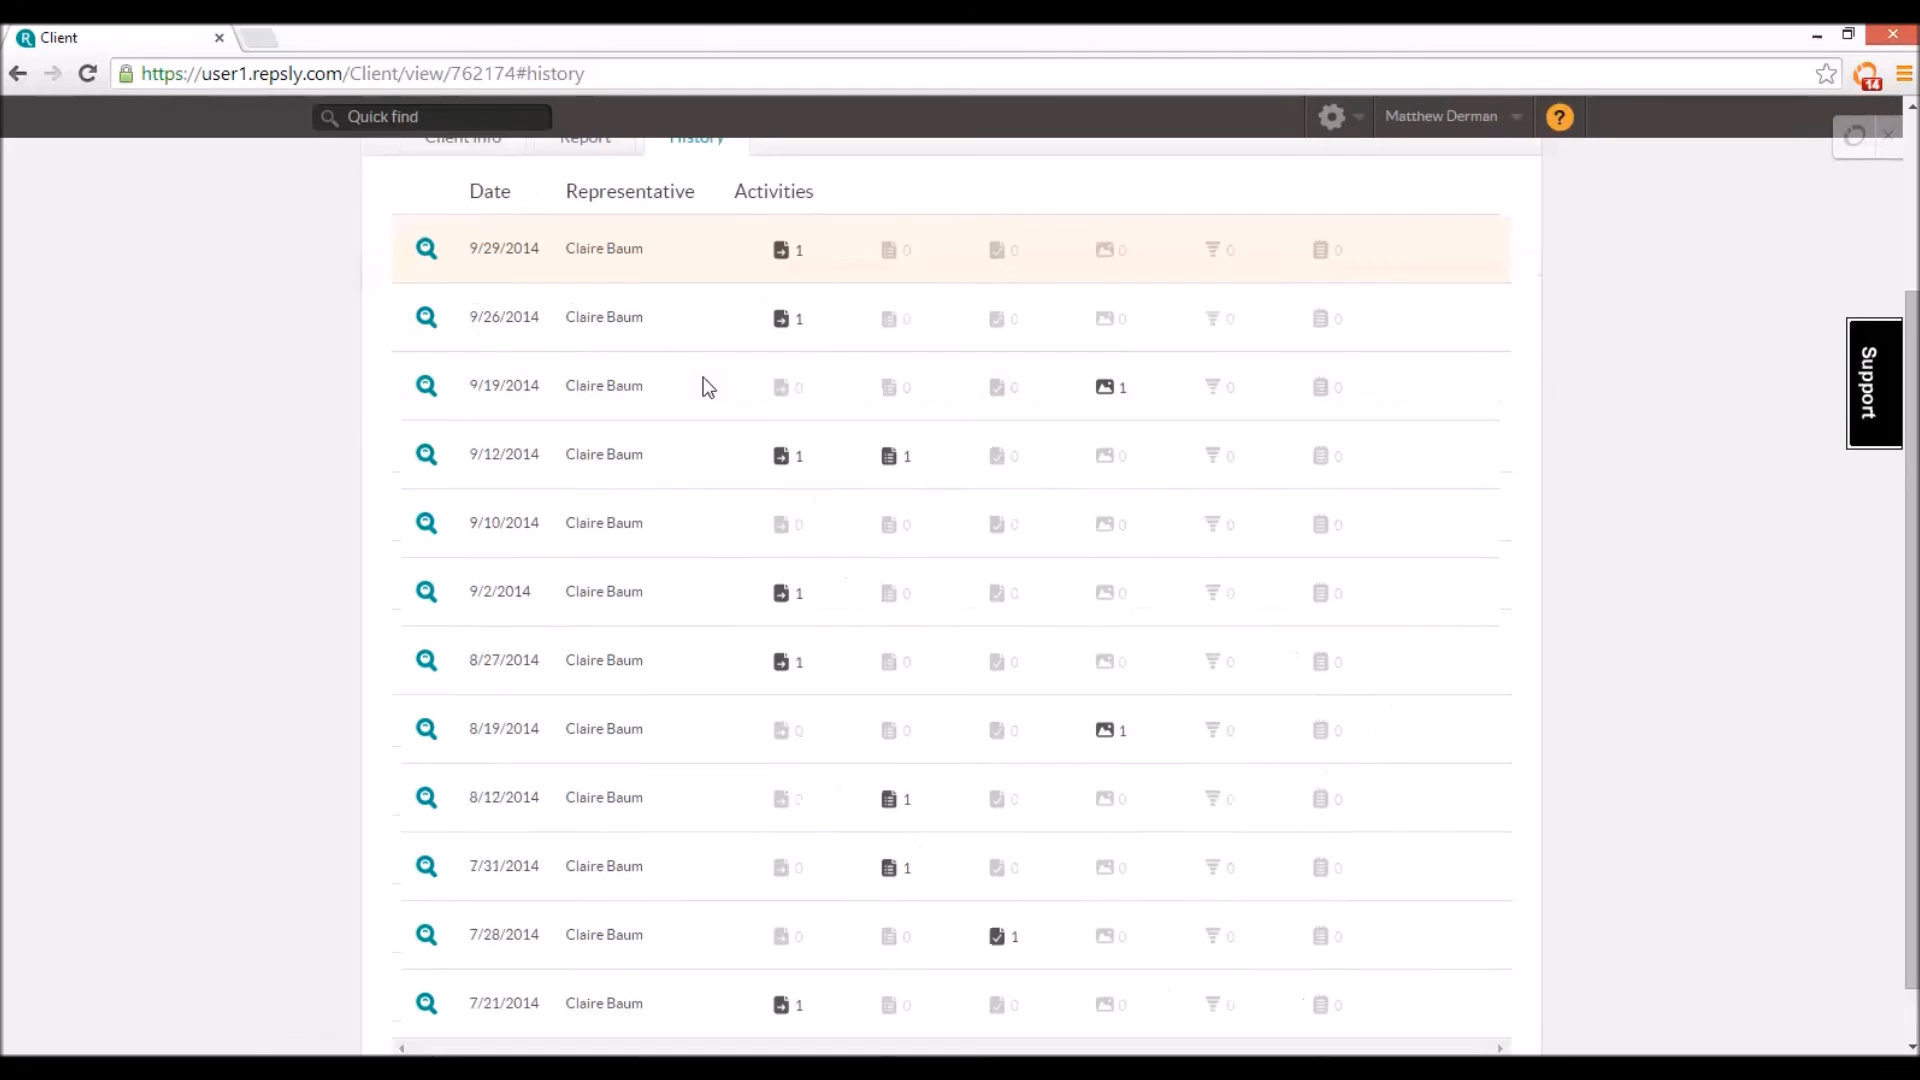 Client
https://user1.repsly.com/Client/view/762174#history
14
Quick find
Matthew Derman
?
Client Info Report History
Date Representative Activities
9/29/2014 Claire Baum 1 0 0 0 0 0
9/26/2014 Claire Baum 1 0 0 0 0 0
9/19/2014 Claire Baum 0 0 0 1 0 0
9/12/2014 Claire Baum 1 1 0 0 0 0
9/10/2014 Claire Baum 0 0 0 0 0 0
9/2/2014 Claire Baum 1 0 0 0 0 0
8/27/2014 Claire Baum 1 0 0 0 0 0
8/19/2014 Claire Baum 0 0 0 1 0 0
8/12/2014 Claire Baum 0 1 0 0 0 0
7/31/2014 Claire Baum 0 1 0 0 0 0
7/28/2014 Claire Baum 0 0 1 0 0 0
7/21/2014 Claire Baum 1 0 0 0 0 0
Support